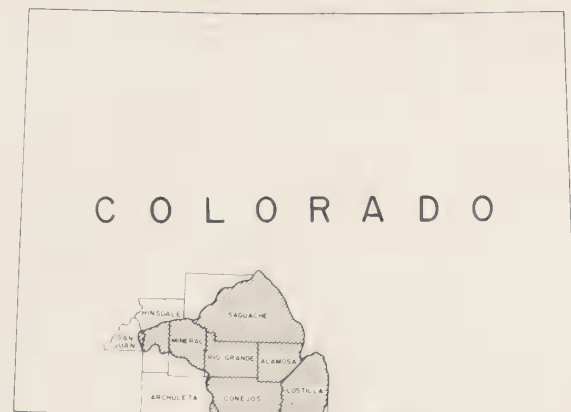 COLORADO
HINSDALE
SAGUACHE
SAN
JUAN
MINERAL
RIO GRANDE
ALAMOSA
ARCHULETA
CONEJOS
COSTILLA